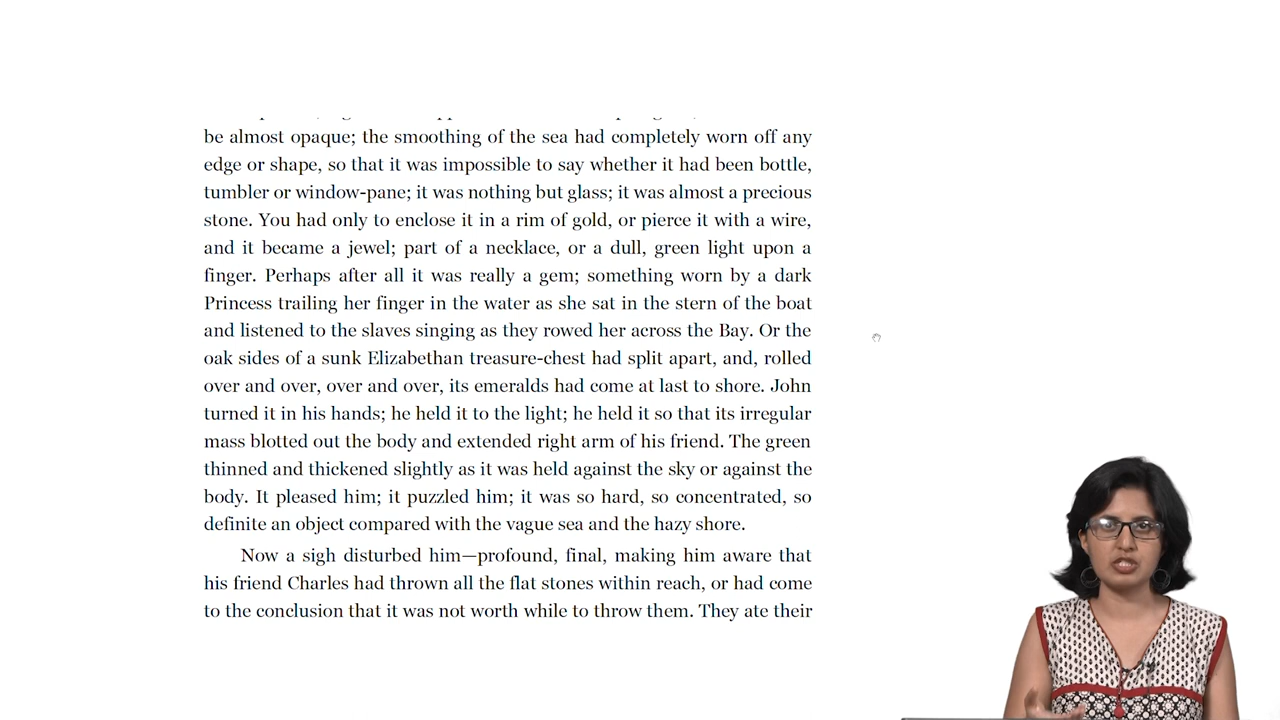 be almost opaque; the smoothing of the sea had completely worn off any
edge or shape, so that it was impossible to say whether it had been bottle,
tumbler or window-pane; it was nothing but glass; it was almost a precious
stone. You had only to enclose it in a rim of gold, or pierce it with a wire,
and it became a jewel; part of a necklace, or a dull, green light upon a
finger. Perhaps after all it was really a gem; something worn by a dark
Princess trailing her finger in the water as she sat in the stern of the boat
and listened to the slaves singing as they rowed her across the Bay. Or the
oak sides of a sunk Elizabethan treasure-chest had split apart, and, rolled
over and over, over and over, its emeralds had come at last to shore. John
turned it in his hands; he held it to the light; he held it so that its irregular
mass blotted out the body and extended right arm of his friend. The green
thinned and thickened slightly as it was held against the sky or against the
body. It pleased him; it puzzled him; it was so hard, so concentrated, so
definite an object compared with the vague sea and the hazy shore.
Now a sigh disturbed him—profound, final, making him aware that
his friend Charles had thrown all the flat stones within reach, or had come
to the conclusion that it was not worth while to throw them. They ate their